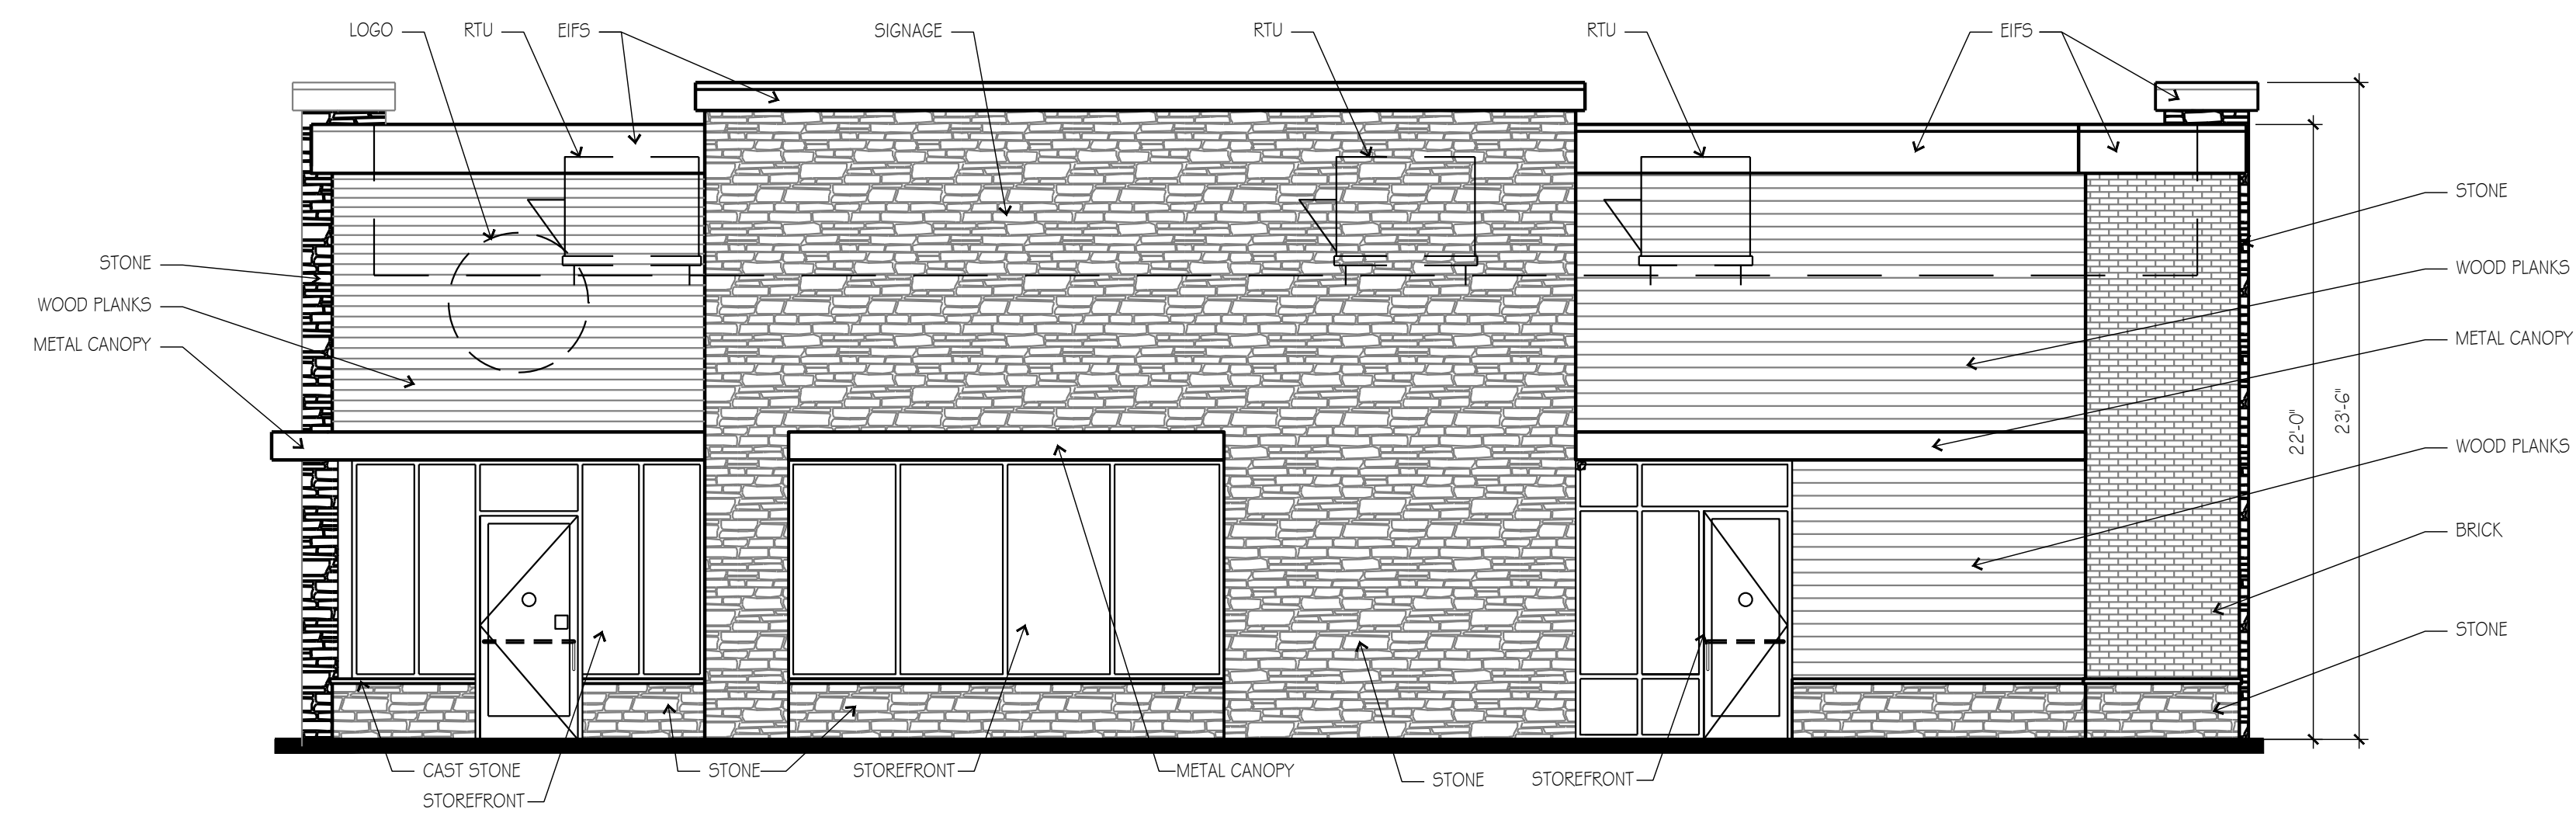 LOGO
RTU
EIFS
SIGNAGE
RTU
RTU
EIFS
STONE
WOOD PLANKS
METAL CANOPY
STONE
WOOD PLANKS
METAL CANOPY
WOOD PLANKS
BRICK
STONE
22'-0"
23'-6"
CAST STONE
STOREFRONT
STONE
STOREFRONT
METAL CANOPY
STONE
STOREFRONT